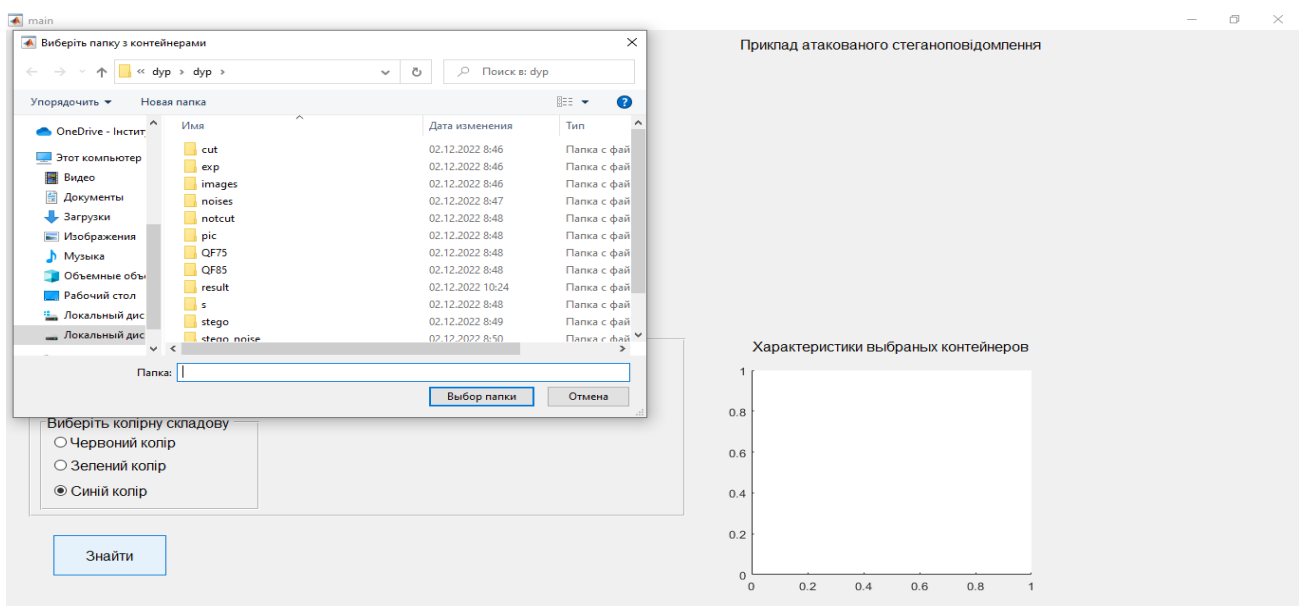 main
Виберіть папку з контейнерами
« dyp › dyp ›
Поиск в: dyp
Упорядочить
Новая папка
Имя
Дата изменения
Тип
OneDrive - Інстит
Этот компьютер
Видео
Документы
Загрузки
Изображения
Музыка
Объемные объ
Рабочий стол
Локальный дис
Локальный дис
cut 02.12.2022 8:46 Папка с фай
exp 02.12.2022 8:46 Папка с фай
images 02.12.2022 8:46 Папка с фай
noises 02.12.2022 8:47 Папка с фай
notcut 02.12.2022 8:48 Папка с фай
pic 02.12.2022 8:48 Папка с фай
QF75 02.12.2022 8:48 Папка с фай
QF85 02.12.2022 8:48 Папка с фай
result 02.12.2022 10:24 Папка с фай
s 02.12.2022 8:48 Папка с фай
stego 02.12.2022 8:49 Папка с фай
stego_noise 02.12.2022 8:50 Папка с фай
Папка:
Выбор папки
Отмена
Виберіть колірну складову
Червоний колір
Зелений колір
Синій колір
Знайти
Приклад атакованого стеганоповідомлення
Характеристики выбраных контейнеров
1
0.8
0.6
0.4
0.2
0
0 0.2 0.4 0.6 0.8 1